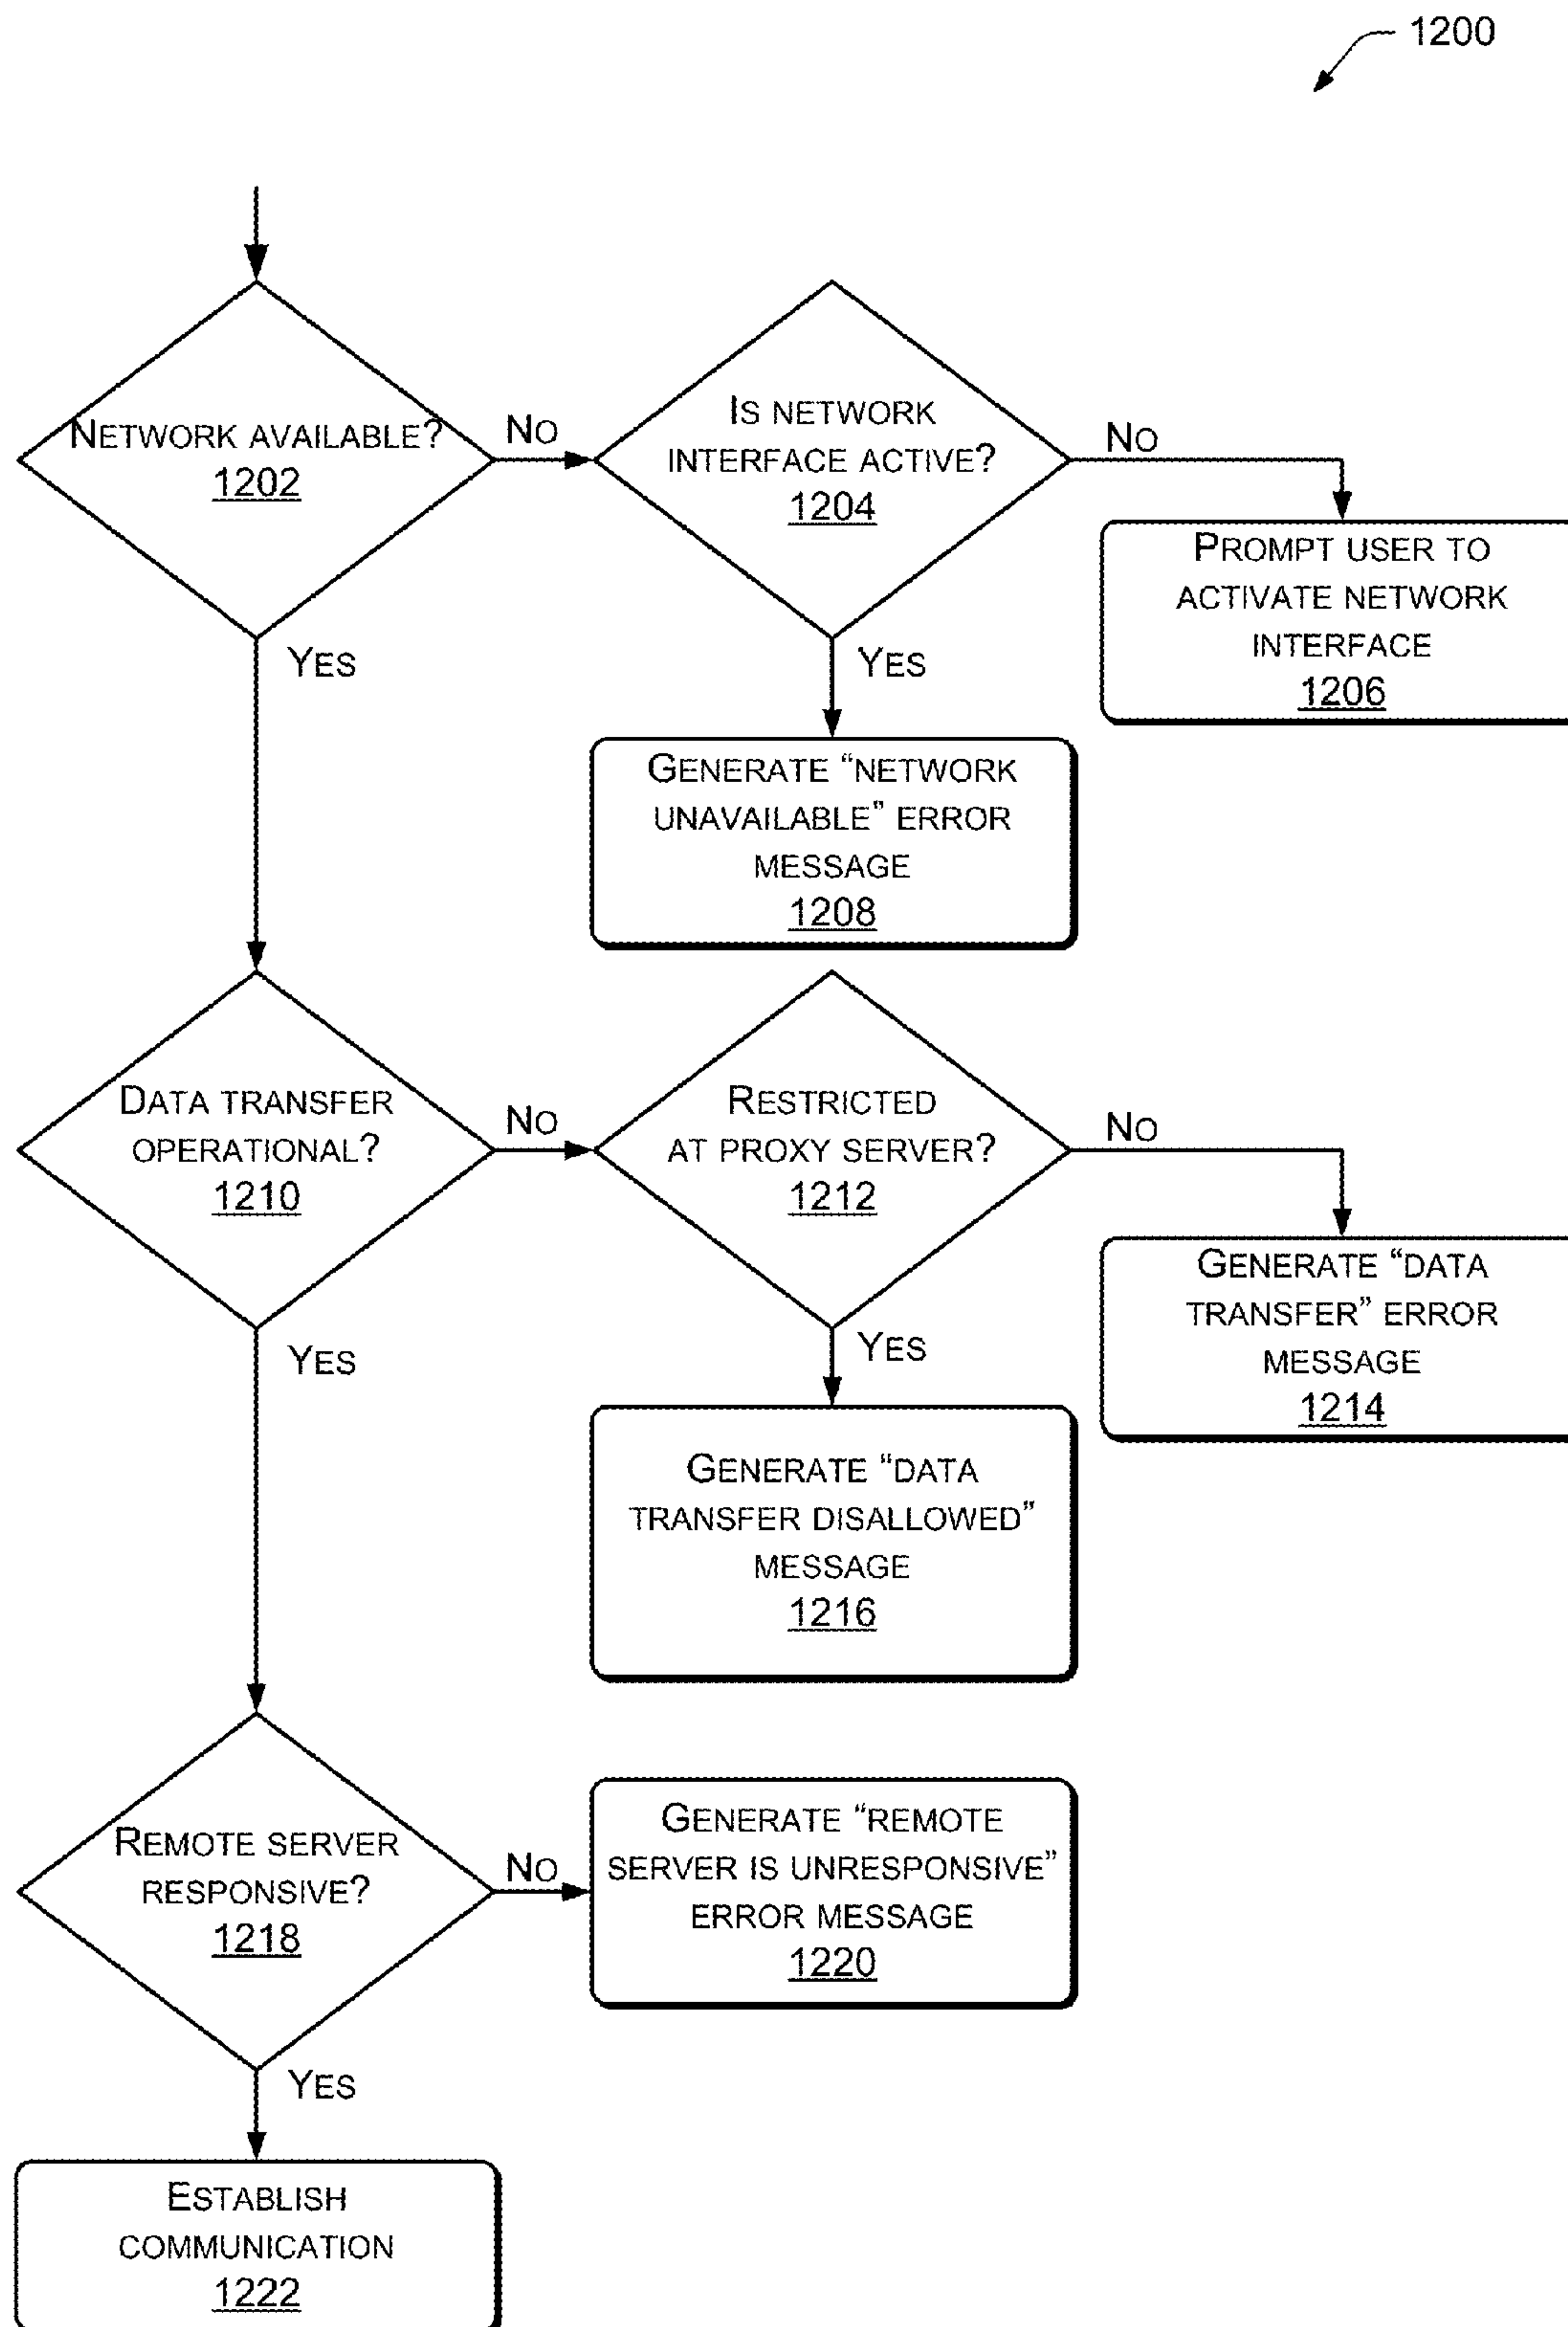 1200
Network available?
1202
No
Is network
interface active?
1204
No
Prompt user to
activate network
interface
1206
Yes
Yes
Generate “network
unavailable” error
message
1208
Data transfer
operational?
1210
No
Restricted
at proxy server?
1212
No
Generate “data
transfer” error
message
1214
Yes
Yes
Generate “data
transfer disallowed”
message
1216
Remote server
responsive?
1218
No
Generate “remote
server is unresponsive”
error message
1220
Yes
Establish
communication
1222